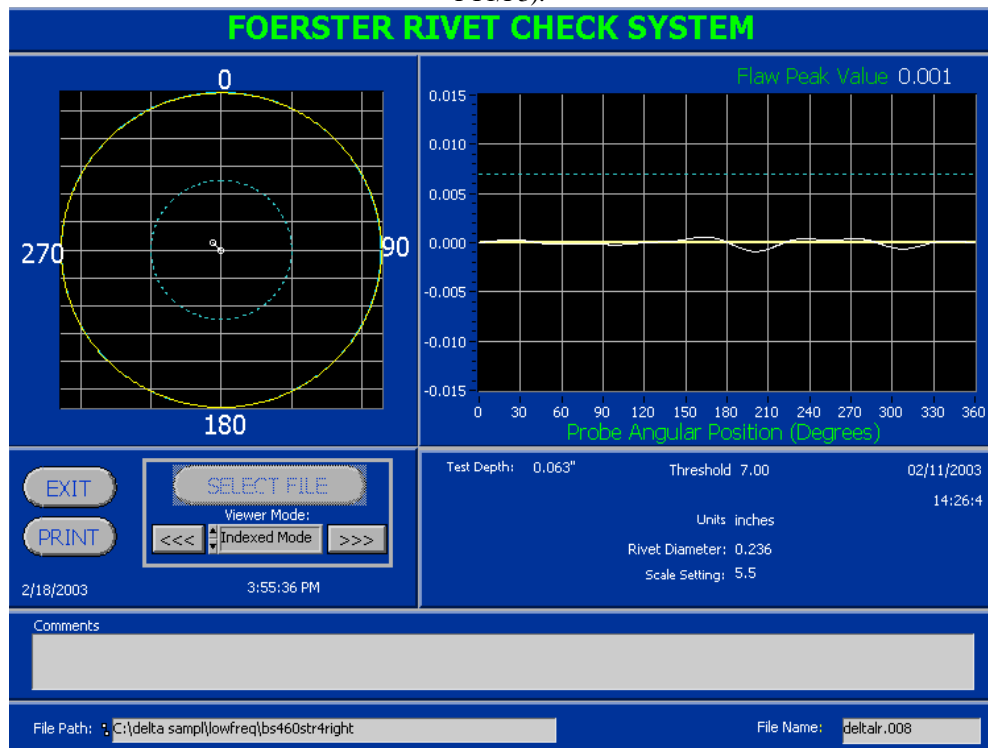 FOERSTER RIVET CHECK SYSTEM
0
270
90
180
Flaw Peak Value 0.001
0.015
0.010
0.005
0.000
-0.005
-0.010
-0.015
0 30 60 90 120 150 180 210 240 270 300 330 360
Probe Angular Position (Degrees)
EXIT
PRINT
SELECT FILE
Viewer Mode:
<<< Indexed Mode >>>
2/18/2003 3:55:36 PM
Test Depth: 0.063" Threshold 7.00 02/11/2003
14:26:4
Units inches
Rivet Diameter: 0.236
Scale Setting: 5.5
Comments
File Path: C:\delta sampl\lowfreq\bs460str4right File Name: deltalr.008